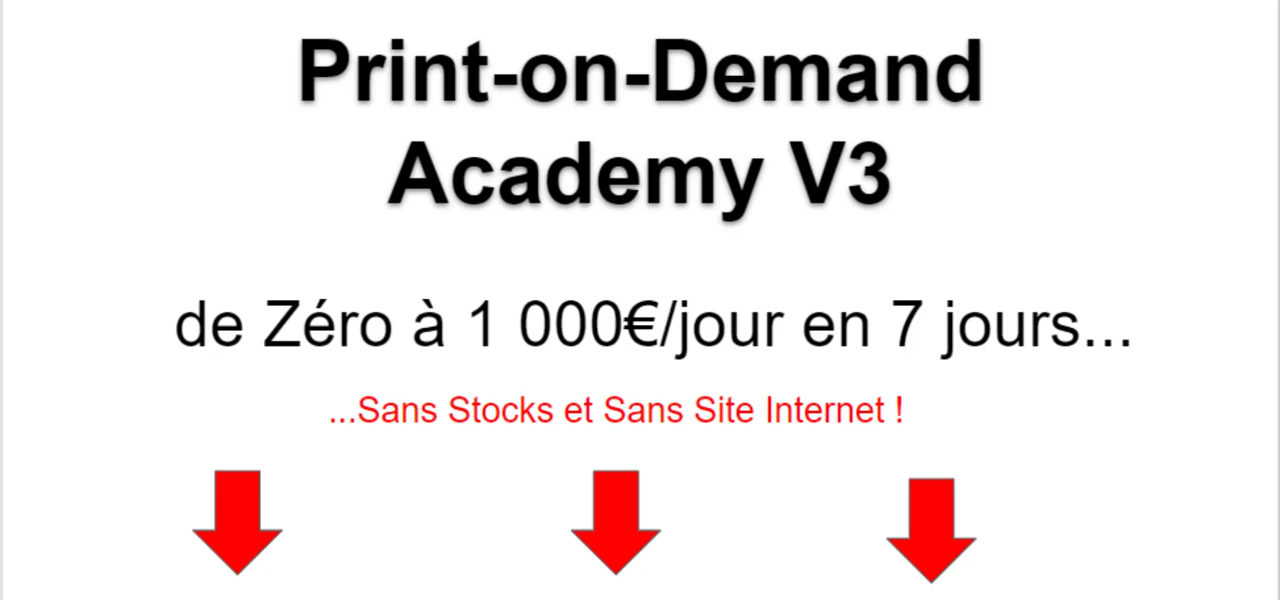 Print-on-Demand
Academy V3
de Zéro à 1 000€/jour en 7 jours...
...Sans Stocks et Sans Site Internet !